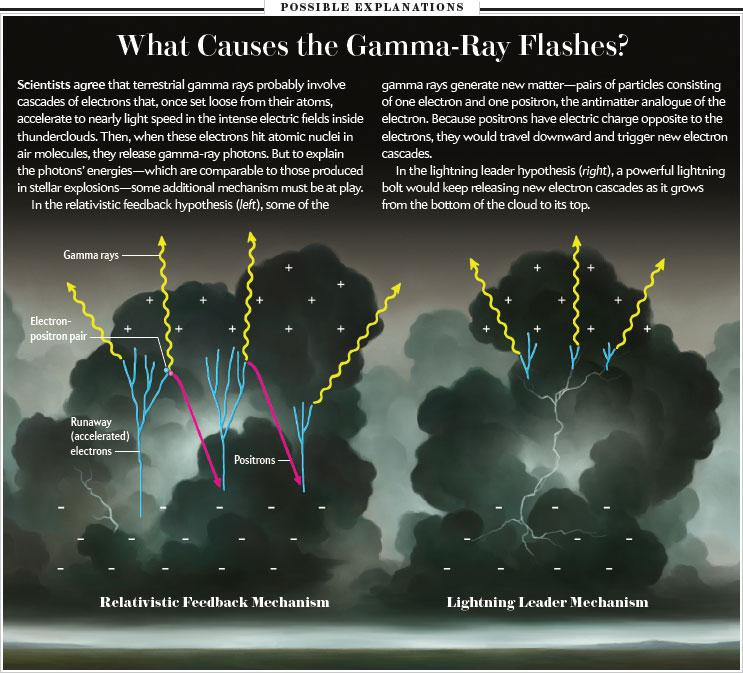 POSSIBLE EXPLANATIONS
What Causes the Gamma-Ray Flashes?
Scientists agree that terrestrial gamma rays probably involve
cascades of electrons that, once set loose from their atoms,
accelerate to nearly light speed in the intense electric fields inside
thunderclouds. Then, when these electrons hit atomic nuclei in
air molecules, they release gamma-ray photons. But to explain
the photons' energies—which are comparable to those produced
in stellar explosions—some additional mechanism must be at play.
In the relativistic feedback hypothesis (left), some of the
gamma rays generate new matter—pairs of particles consisting
of one electron and one positron, the antimatter analogue of the
electron. Because positrons have electric charge opposite to the
electrons, they would travel downward and trigger new electron
cascades.
In the lightning leader hypothesis (right), a powerful lightning
bolt would keep releasing new electron cascades as it grows
from the bottom of the cloud to its top.
Gamma rays
Electron-
positron pair
Runaway
(accelerated)
electrons
Positrons
Relativistic Feedback Mechanism
Lightning Leader Mechanism